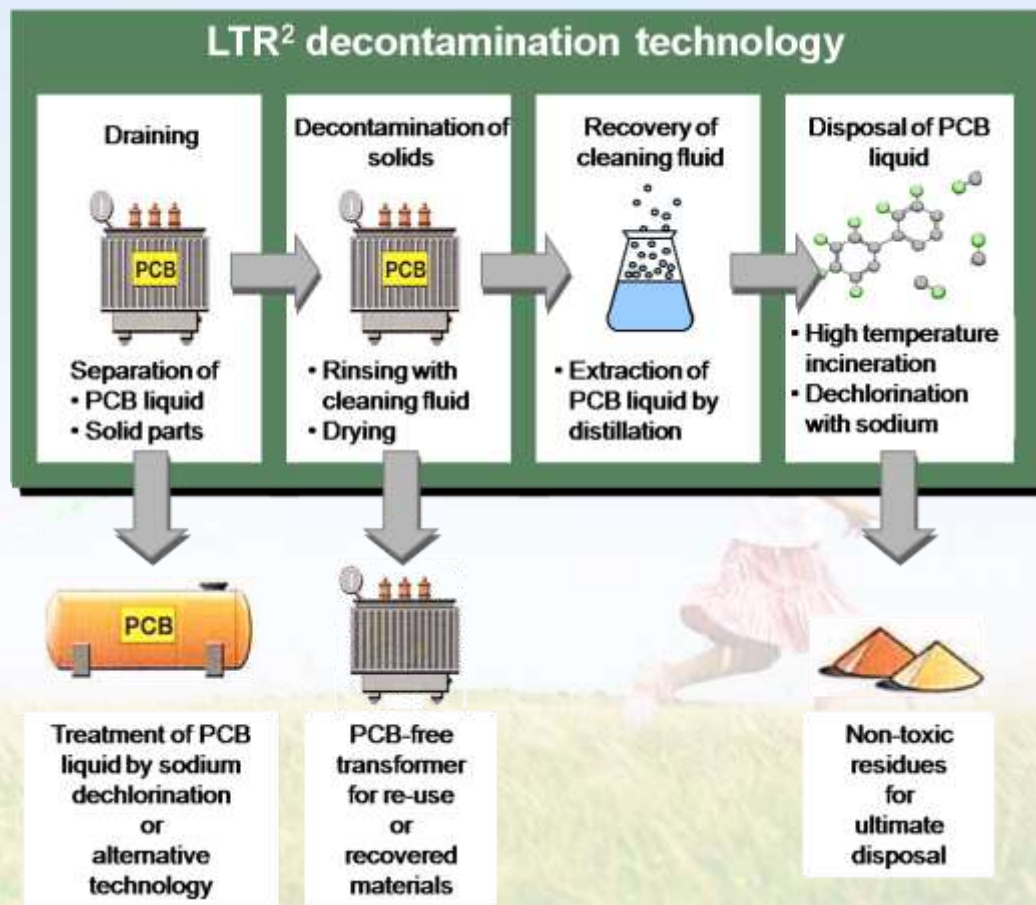 LTR² decontamination technology
Draining
PCB
Separation of
• PCB liquid
• Solid parts
Decontamination of
solids
PCB
• Rinsing with
cleaning fluid
• Drying
Recovery of
cleaning fluid
• Extraction of
PCB liquid by
distillation
Disposal of PCB
liquid
• High temperature
incineration
• Dechlorination
with sodium
PCB
Treatment of PCB
liquid by sodium
dechlorination
or
alternative
technology
PCB-free
transformer
for re-use
or
recovered
materials
Non-toxic
residues
for
ultimate
disposal